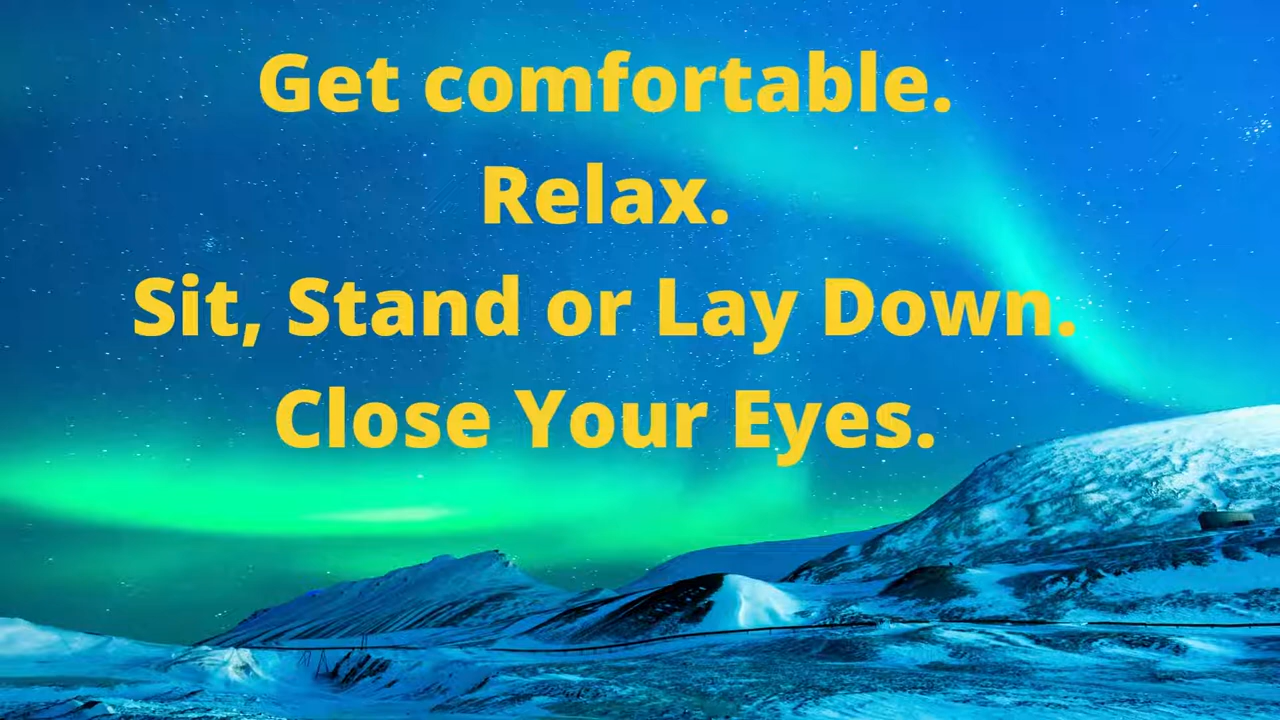 Get comfortable.
Relax.
Sit, Stand or Lay Down.
Close Your Eyes.